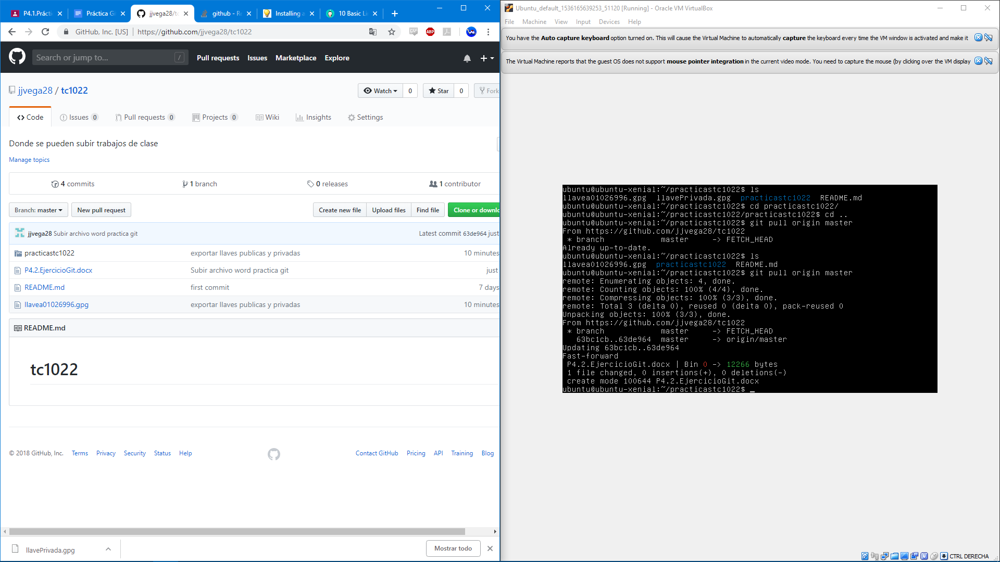 P4.1.Prácti
Práctica Gi
jjvega28/tc
github - Re
Installing a
10 Basic Li
GitHub, Inc. [US]
https://github.com/jjvega28/tc1022
Search or jump to...
/
Pull requests
Issues
Marketplace
Explore
jjvega28 / tc1022
Watch
0
Star
0
Fork
Code
Issues 0
Pull requests 0
Projects 0
Wiki
Insights
Settings
Donde se pueden subir trabajos de clase
Manage topics
4 commits
1 branch
0 releases
1 contributor
Branch: master
New pull request
Create new file
Upload files
Find file
Clone or downlo
jjvega28 Subir archivo word practica git
Latest commit 63de964 just
practicastc1022
exportar llaves publicas y privadas
10 minutes
P4.2.EjercicioGit.docx
Subir archivo word practica git
just
README.md
first commit
7 days
llavea01026996.gpg
exportar llaves publicas y privadas
10 minutes
README.md
tc1022
© 2018 GitHub, Inc.
Terms
Privacy
Security
Status
Help
Contact GitHub
Pricing
API
Training
Blog
llavePrivada.gpg
Mostrar todo
Ubuntu_default_1536165639253_51120 [Running] - Oracle VM VirtualBox
File
Machine
View
Input
Devices
Help
You have the Auto capture keyboard option turned on. This will cause the Virtual Machine to automatically capture the keyboard every time the VM window is activated and make it
The Virtual Machine reports that the guest OS does not support mouse pointer integration in the current video mode. You need to capture the mouse (by clicking over the VM display
ubuntu@ubuntu-xenial:~/practicastc1022$ ls
llavea01026996.gpg  llavePrivada.gpg  practicastc1022  README.md
ubuntu@ubuntu-xenial:~/practicastc1022$ cd practicastc1022/
ubuntu@ubuntu-xenial:~/practicastc1022/practicastc1022$ cd ..
ubuntu@ubuntu-xenial:~/practicastc1022$ git pull origin master
From https://github.com/jjvega28/tc1022
 * branch            master     -> FETCH_HEAD
Already up-to-date.
ubuntu@ubuntu-xenial:~/practicastc1022$ ls
llavea01026996.gpg  practicastc1022  README.md
ubuntu@ubuntu-xenial:~/practicastc1022$ git pull origin master
remote: Enumerating objects: 4, done.
remote: Counting objects: 100% (4/4), done.
remote: Compressing objects: 100% (3/3), done.
remote: Total 3 (delta 0), reused 0 (delta 0), pack-reused 0
Unpacking objects: 100% (3/3), done.
From https://github.com/jjvega28/tc1022
 * branch            master     -> FETCH_HEAD
   63bc1cb..63de964  master     -> origin/master
Updating 63bc1cb..63de964
Fast-forward
 P4.2.EjercicioGit.docx | Bin 0 -> 12266 bytes
 1 file changed, 0 insertions(+), 0 deletions(-)
 create mode 100644 P4.2.EjercicioGit.docx
ubuntu@ubuntu-xenial:~/practicastc1022$ _
CTRL DERECHA